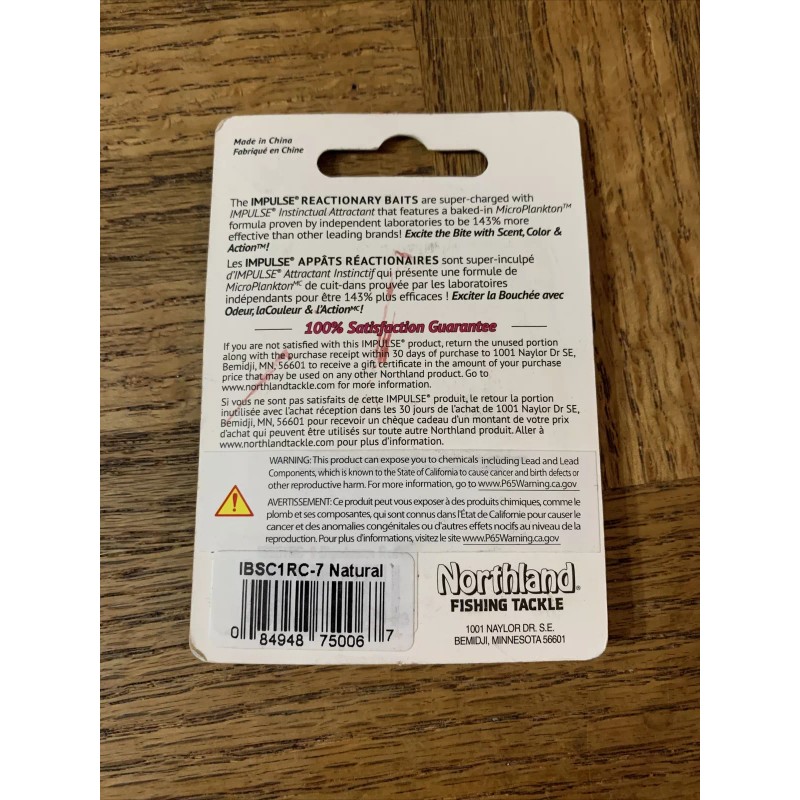 Made in China
Fabriqué en Chine
The IMPULSE® REACTIONARY BAITS are super-charged with
IMPULSE® Instinctual Attractant that features a baked-in MicroPlankton™
formula proven by independent laboratories to be 143% more
effective than other leading brands! Excite the Bite with Scent, Color &
Action™!
Les IMPULSE® APPÂTS RÉACTIONAIRES sont super-inculpé
d'IMPULSE® Attractant Instinctif qui présente une formule de
MicroPlanktonMC de cuit-dans prouvée par les laboratoires
indépendants pour être 143% plus efficaces ! Exciter la Bouchée avec
Odeur, laCouleur & l'ActionMC!
100% Satisfaction Guarantee
If you are not satisfied with this IMPULSE® product, return the unused portion
along with the purchase receipt within 30 days of purchase to 1001 Naylor Dr SE,
Bemidji, MN, 56601 to receive a gift certificate in the amount of your purchase
price that may be used on any other Northland product. Go to
www.northlandtackle.com for more information.
Si vous ne sont pas satisfaits de cette IMPULSE® produit, le retour la portion
inutilisée avec l'achat réception dans les 30 jours de l'achat de 1001 Naylor Dr SE,
Bemidji, MN, 56601 pour recevoir un chèque cadeau d'un montant de votre prix
d'achat qui peuvent être utilisés sur toute autre Northland produit. Aller à
www.northlandtackle.com pour plus d'information.
WARNING: This product can expose you to chemicals including Lead and Lead
Components, which is known to the State of California to cause cancer and birth defects or
other reproductive harm. For more information, go to www.P65Warning.ca.gov
AVERTISSEMENT: Ce produit peut vous exposer à des produits chimiques, comme le
plomb et ses composantes, qui sont connus dans l'État de Californie pour causer le
cancer et des anomalies congénitales ou d'autres effets nocifs au niveau de la
reproduction. Pour plus d'informations, visitez le site www.P65Warning.ca.gov
IBSC1RC-7 Natural
0 84948 75006 7
Northland®
FISHING TACKLE
1001 NAYLOR DR. S.E.
BEMIDJI, MINNESOTA 56601